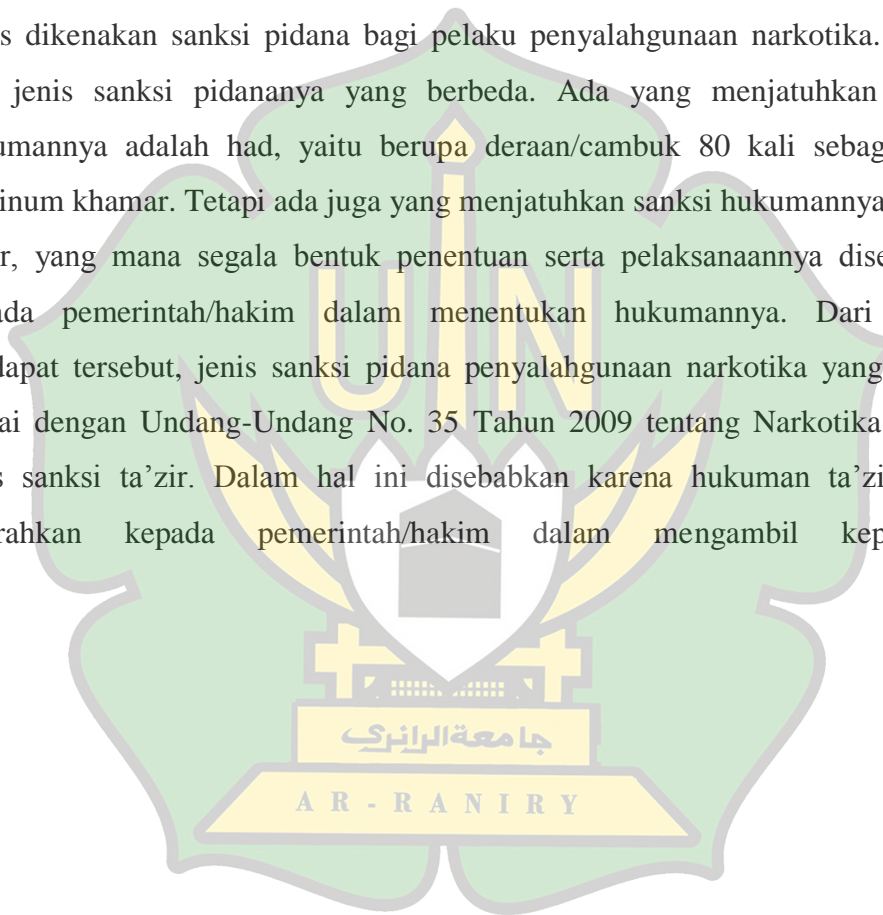 s dikenakan sanksi pidana bagi pelaku penyalahgunaan narkotika.
jenis sanksi pidananya yang berbeda. Ada yang menjatuhkan
umannya adalah had, yaitu berupa deraan/cambuk 80 kali sebag
inum khamar. Tetapi ada juga yang menjatuhkan sanksi hukumannya
r, yang mana segala bentuk penentuan serta pelaksanaannya dise
ada pemerintah/hakim dalam menentukan hukumannya. Dari
dapat tersebut, jenis sanksi pidana penyalahgunaan narkotika yang
ai dengan Undang-Undang No. 35 Tahun 2009 tentang Narkotika
s sanksi ta’zir. Dalam hal ini disebabkan karena hukuman ta’zi
rahkan kepada pemerintah/hakim dalam mengambil kep
UIN
جامعة الرانري
AR-RANIRY